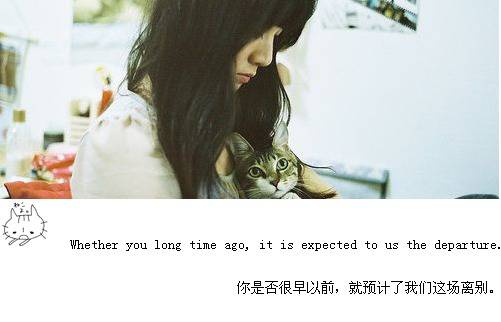 Whether you long time ago, it is expected to us the departure.
你是否很早以前，就预计了我们这场离别。